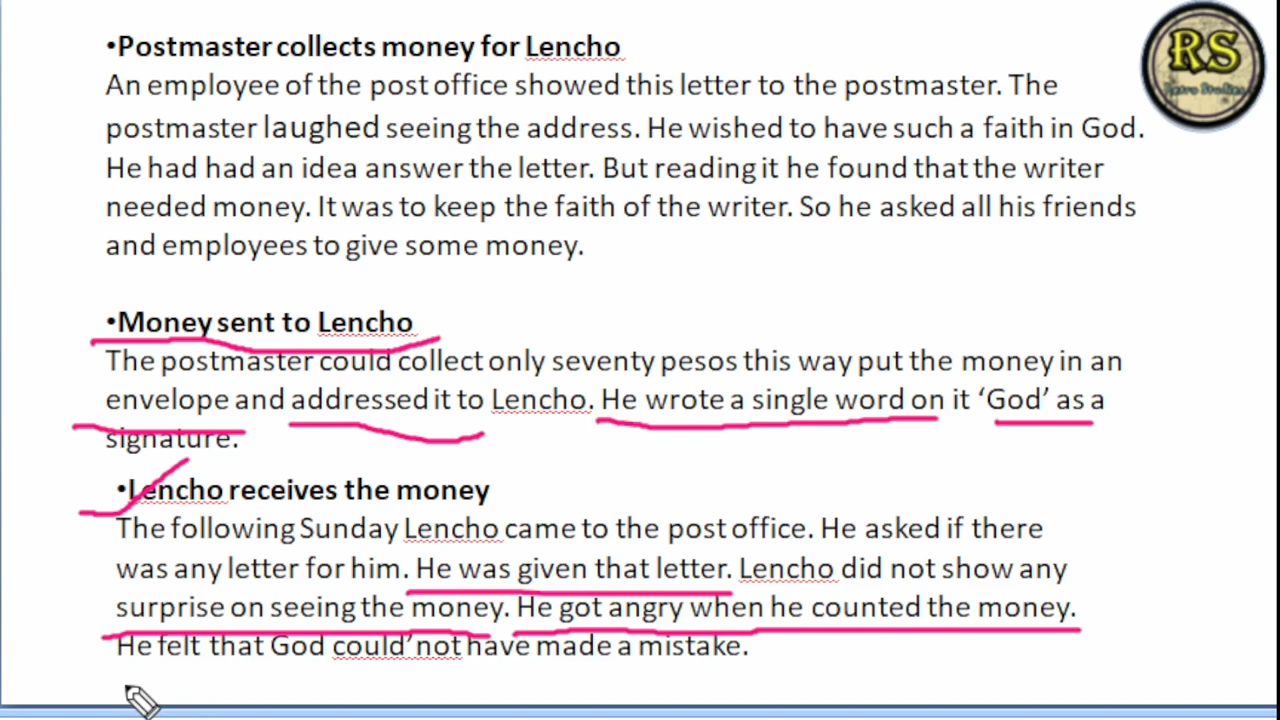 •Postmaster collects money for Lencho
An employee of the post office showed this letter to the postmaster. The
postmaster laughed seeing the address. He wished to have such a faith in God.
He had had an idea answer the letter. But reading it he found that the writer
needed money. It was to keep the faith of the writer. So he asked all his friends
and employees to give some money.
•Money sent to Lencho
The postmaster could collect only seventy pesos this way put the money in an
envelope and addressed it to Lencho. He wrote a single word on it ‘God’ as a
signature.
•Lencho receives the money
The following Sunday Lencho came to the post office. He asked if there
was any letter for him. He was given that letter. Lencho did not show any
surprise on seeing the money. He got angry when he counted the money.
He felt that God could’not have made a mistake.
RS
Retro Studies